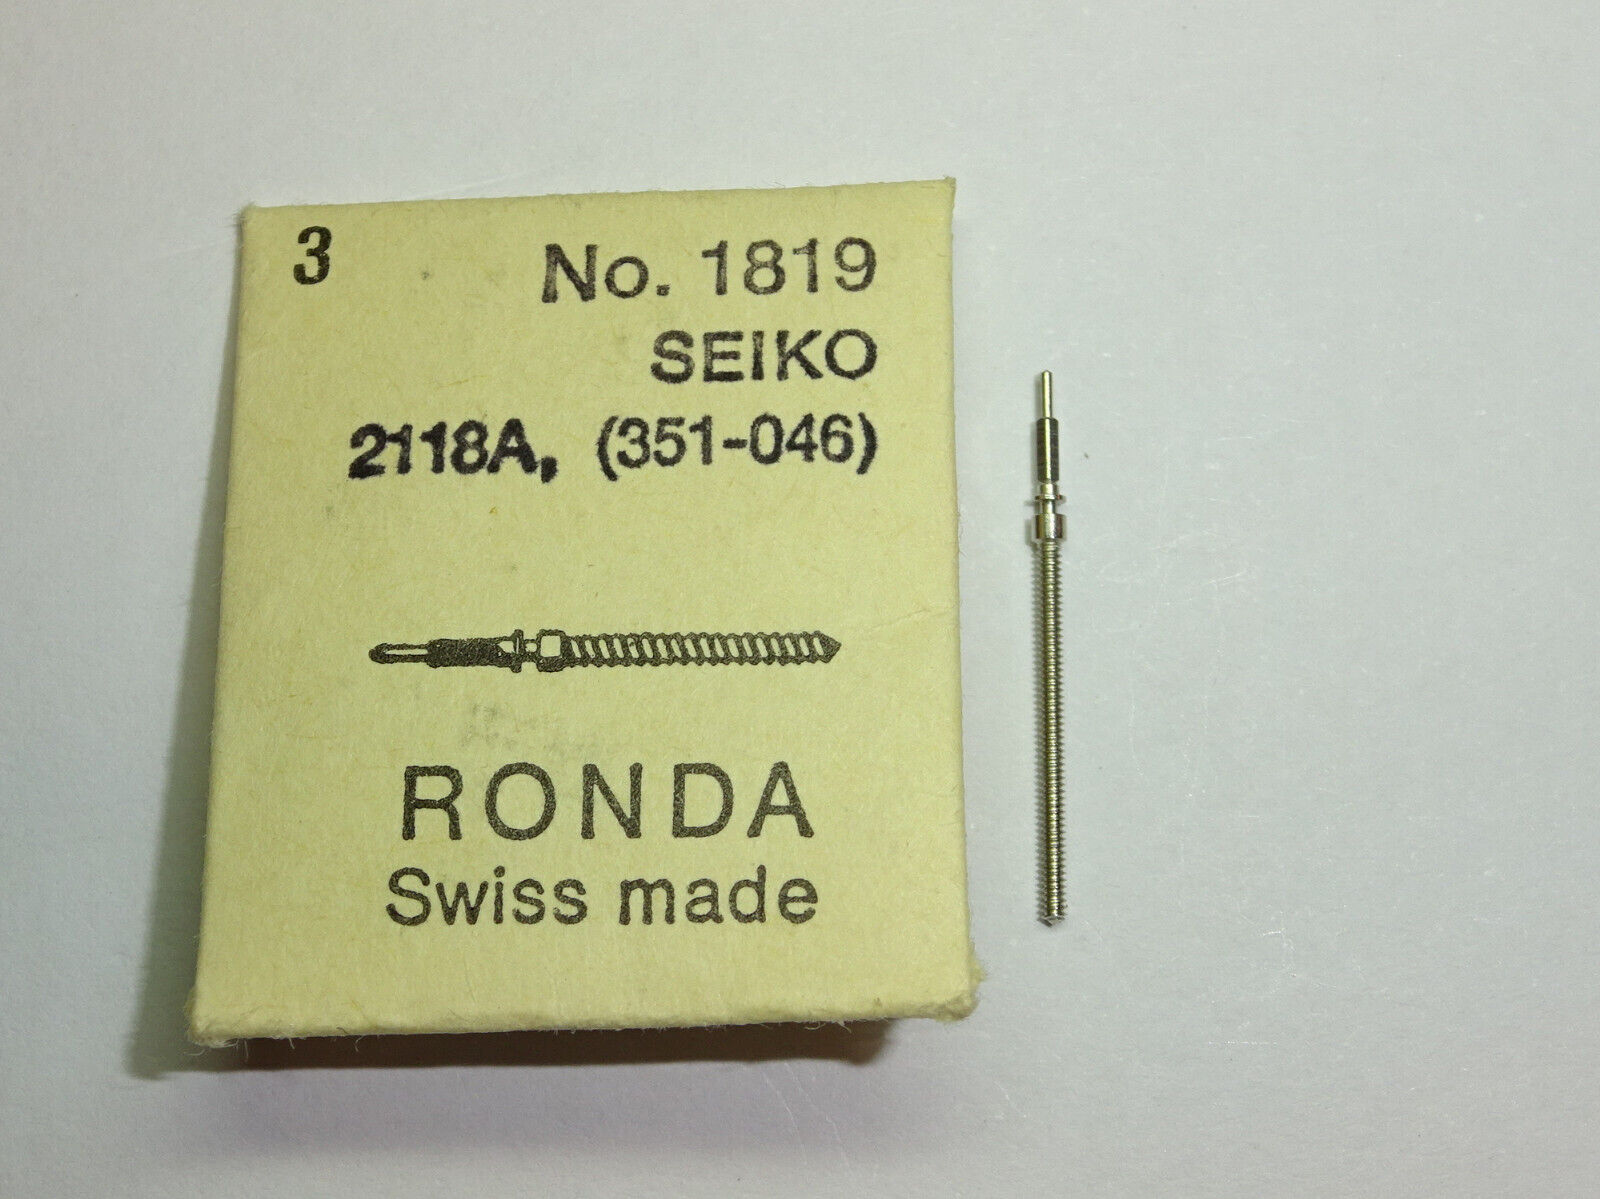 3
No. 1819
SEIKO
2118A, (351-046)
RONDA
Swiss made